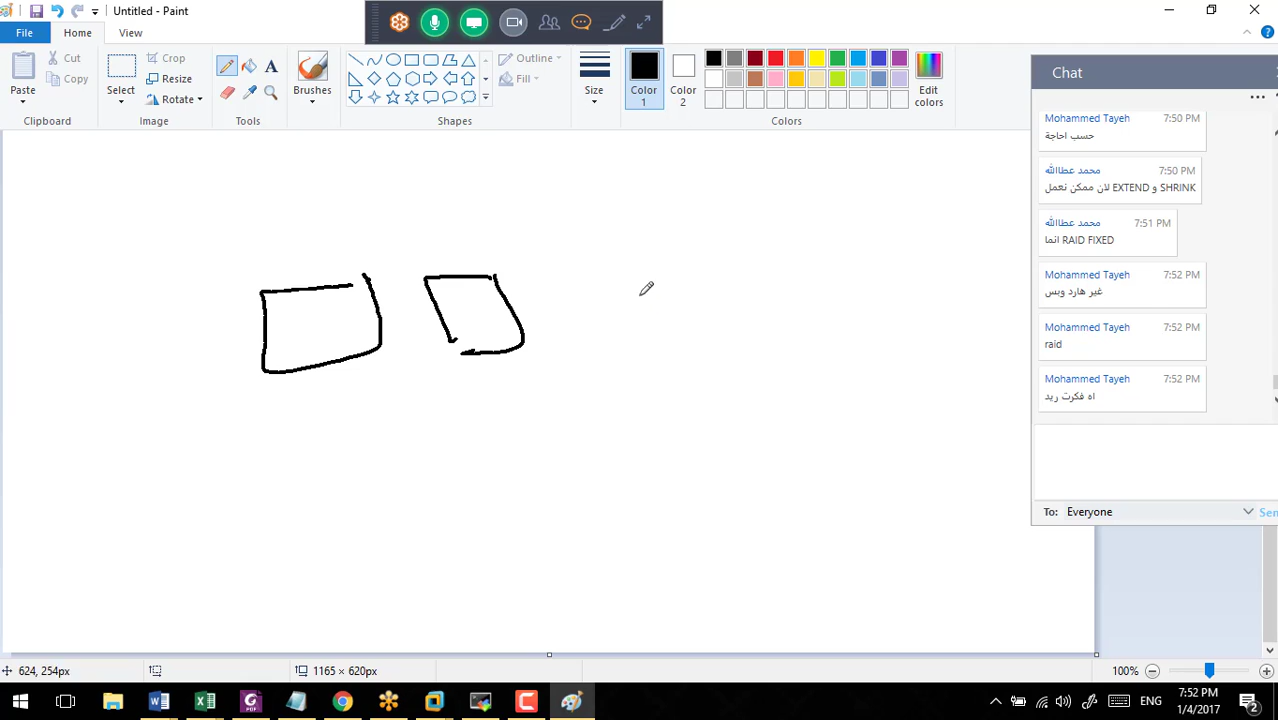 Untitled - Paint
File
Home
View
Paste
Cut
Copy
Clipboard
Select
Crop
Resize
Rotate
Image
A
Tools
Brushes
Outline
Fill
Shapes
Size
Color
1
Color
2
Edit
colors
Colors
Chat
Mohammed Tayeh 7:50 PM
حسب احاجة
محمد عطاالله 7:50 PM
لان ممكن نعمل EXTEND و SHRINK
محمد عطاالله 7:51 PM
انما RAID FIXED
Mohammed Tayeh 7:52 PM
غير هارد وبس
Mohammed Tayeh 7:52 PM
raid
Mohammed Tayeh 7:52 PM
اه فكرت ريد
To: Everyone
Sen
624, 254px
1165 × 620px
100%
ENG
7:52 PM
1/4/2017
2